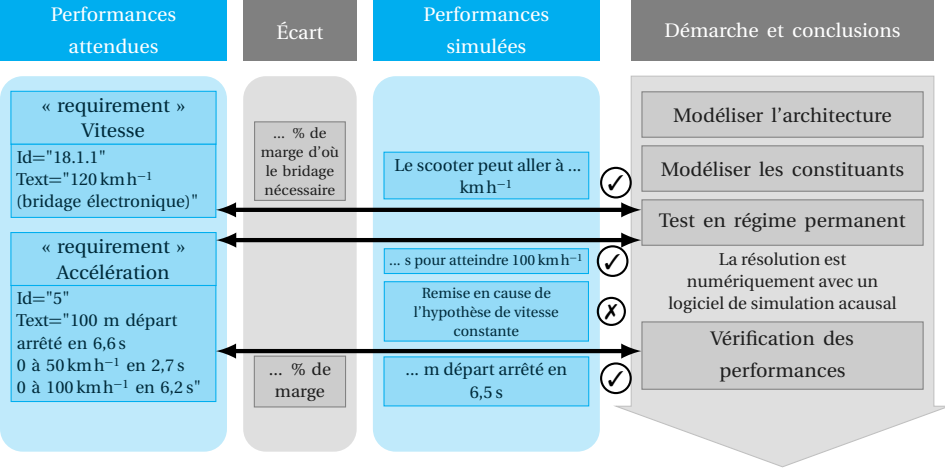 Performances
attendues
Écart
Performances
simulées
Démarche et conclusions
« requirement »
Vitesse
Id="18.1.1"
Text="120 km h⁻¹
(bridage électronique)"
« requirement »
Accélération
Id="5"
Text="100 m départ
arrêté en 6,6 s
0 à 50 km h⁻¹ en 2,7 s
0 à 100 km h⁻¹ en 6,2 s"
... % de
marge d'où
le bridage
nécessaire
... % de
marge
Le scooter peut aller à ...
km h⁻¹
... s pour atteindre 100 km h⁻¹
Remise en cause de
l'hypothèse de vitesse
constante
... m départ arrêté en
6,5 s
Modéliser l'architecture
Modéliser les constituants
Test en régime permanent
La résolution est
numériquement avec un
logiciel de simulation acausal
Vérification des
performances